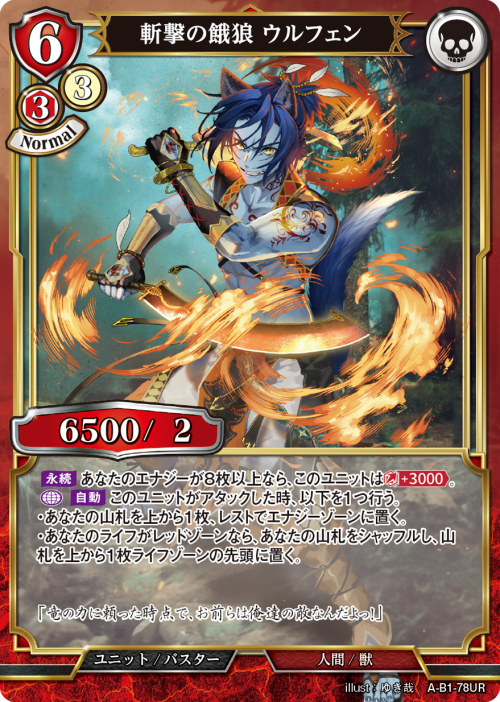 6
斬撃の餓狼 ウルフェン
3
3
Normal
6500/ 2
永続 あなたのエナジーが8枚以上なら、このユニットは+3000。
自動 このユニットがアタックした時、以下を1つ行う。
・あなたの山札を上から1枚、レストでエナジーゾーンに置く。
・あなたのライフがレッドゾーンなら、あなたの山札をシャッフルし、山
札を上から1枚ライフゾーンの先頭に置く。
「竜の力に頼った時点で、お前らは俺達の敵なんだよっ!」
ユニット/バスター
人間/獣
illust:ゆき哉 A-B1-78UR